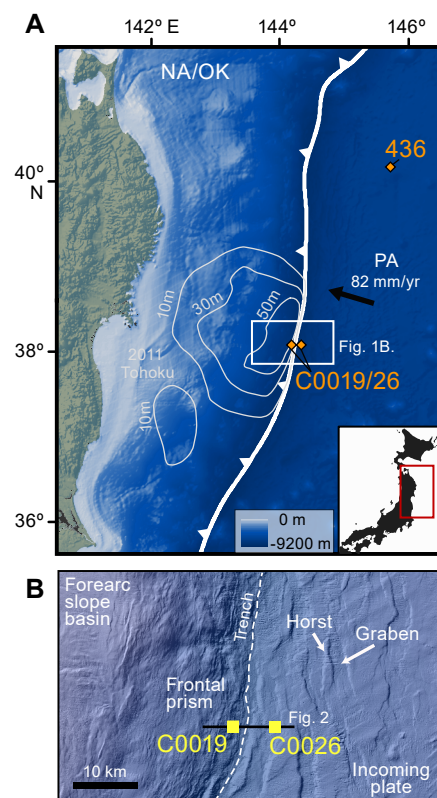 A
142° E
144°
146°
NA/OK
40°
N
436
PA
82 mm/yr
10m
30m
50m
Fig. 1B.
38°
2011
Tohoku
C0019/26
10m
36°
0 m
-9200 m
B
Forearc
slope
basin
Trench
Horst
Graben
Frontal
prism
Fig. 2
C0019
C0026
10 km
Incoming
plate